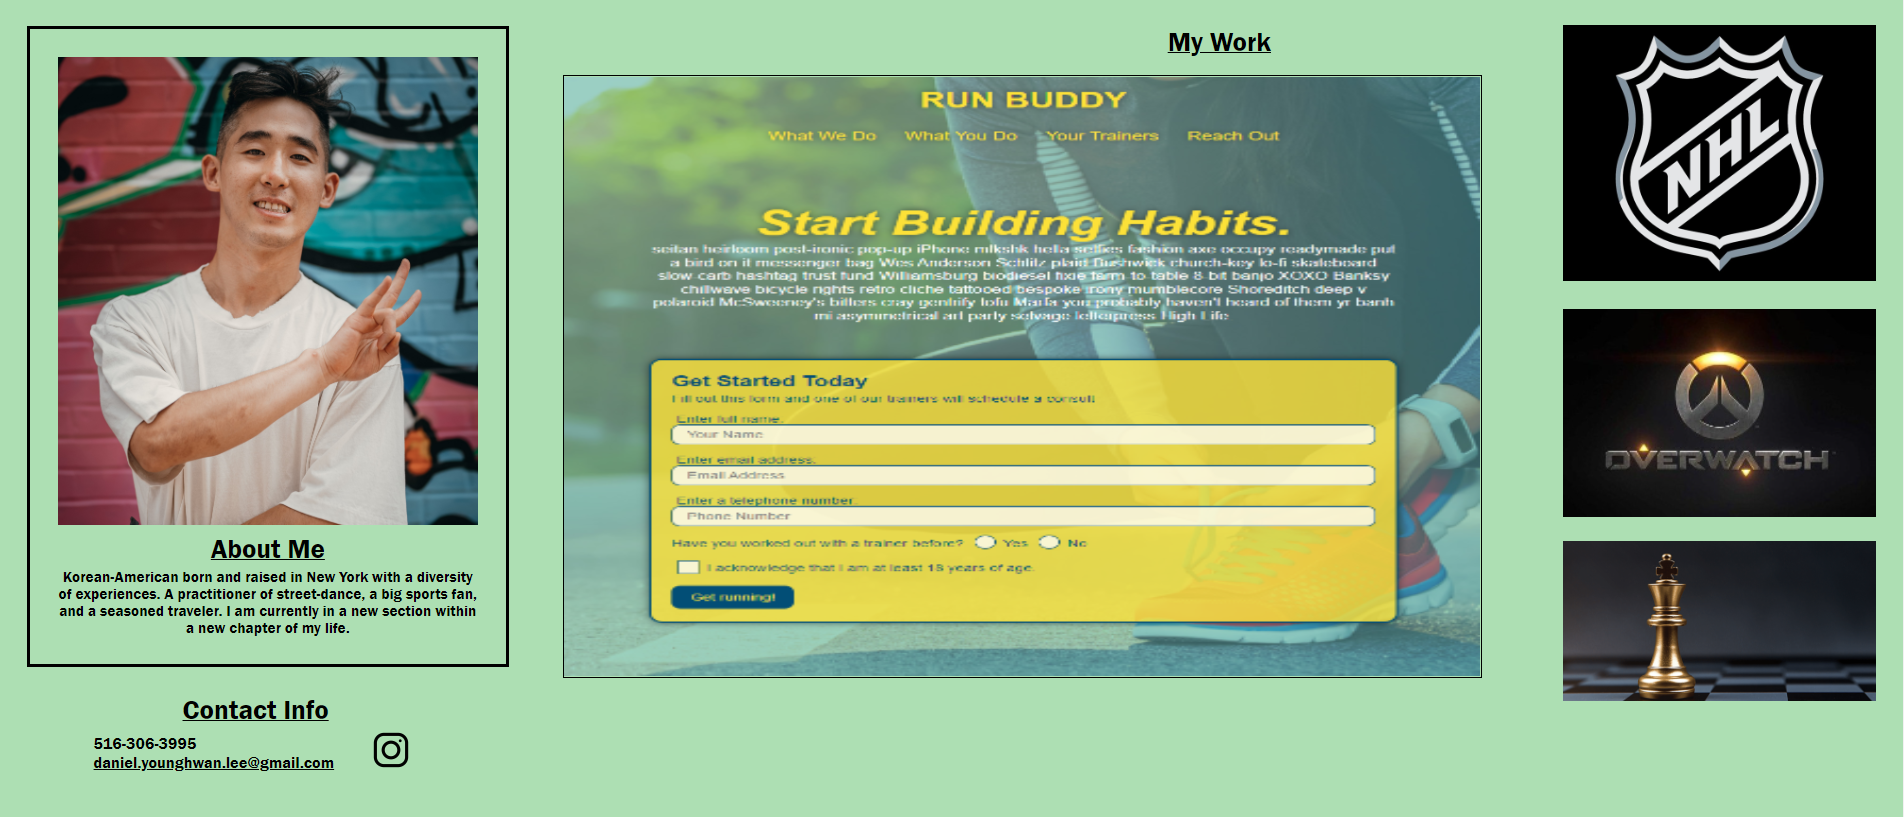 About Me
Korean-American born and raised in New York with a diversity
of experiences. A practitioner of street-dance, a big sports fan,
and a seasoned traveler. I am currently in a new section within
a new chapter of my life.
Contact Info
516-306-3995
daniel.younghwan.lee@gmail.com
My Work
RUN BUDDY
What We Do What You Do Your Trainers Reach Out
Start Building Habits.
seitan heirloom post-ironic pop-up iPhone mlkshk hella selfies fashion axe occupy readymade put
a bird on it messenger bag Wes Anderson Schlitz plaid Bushwick church-key lo-fi skateboard
slow carb hashtag trust fund Williamsburg biodiesel fixie farm to table 8-bit banjo XOXO Banksy
chillwave bicycle rights retro cliche tattooed bespoke irony mumblecore Shoreditch deep v
polaroid McSweeney's bitters cray gentrify tofu Marfa you probably haven't heard of them yr banh
mi asymmetrical art party selvage letterpress High Life
Get Started Today
Fill out this form and one of our trainers will schedule a consult
Enter full name.
Your Name
Enter email address.
Email Address
Enter a telephone number.
Phone Number
Have you worked out with a trainer before? Yes No
I acknowledge that I am at least 18 years of age.
Get running!
NHL
OVERWATCH